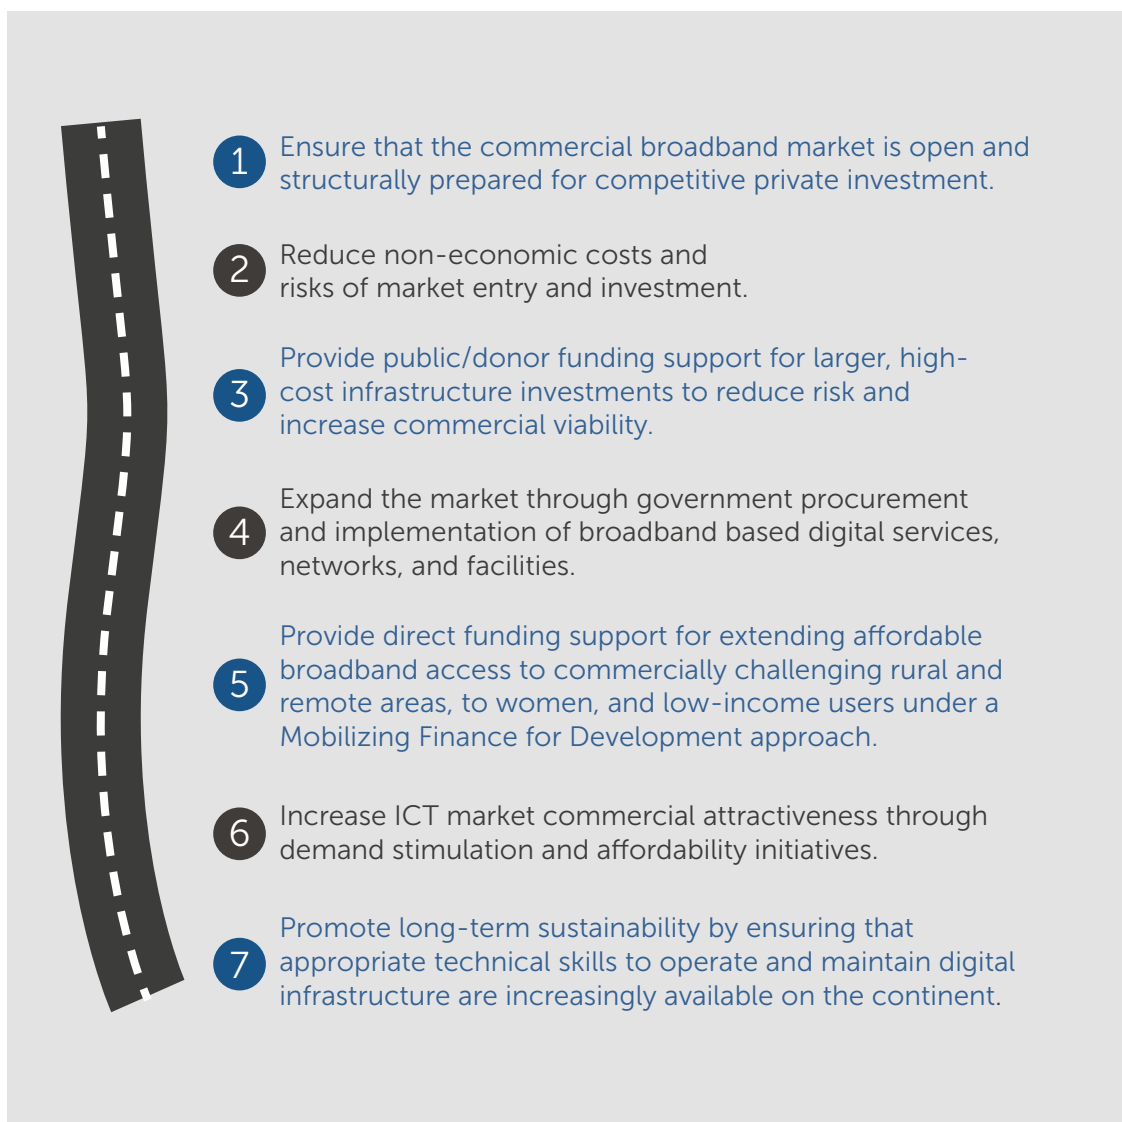 1
Ensure that the commercial broadband market is open and
structurally prepared for competitive private investment.
2
Reduce non-economic costs and
risks of market entry and investment.
3
Provide public/donor funding support for larger, high-
cost infrastructure investments to reduce risk and
increase commercial viability.
4
Expand the market through government procurement
and implementation of broadband based digital services,
networks, and facilities.
5
Provide direct funding support for extending affordable
broadband access to commercially challenging rural and
remote areas, to women, and low-income users under a
Mobilizing Finance for Development approach.
6
Increase ICT market commercial attractiveness through
demand stimulation and affordability initiatives.
7
Promote long-term sustainability by ensuring that
appropriate technical skills to operate and maintain digital
infrastructure are increasingly available on the continent.